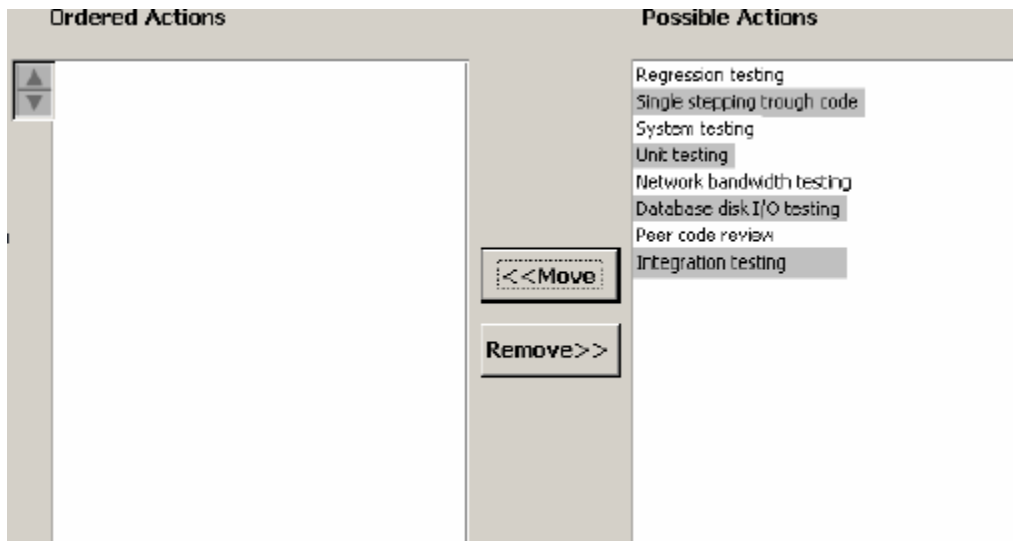 Ordered Actions
Possible Actions
Regression testing
Single stepping trough code
System testing
Unit testing
Network bandwidth testing
Database disk I/O testing
Peer code review
Integration testing
<<Move
Remove>>